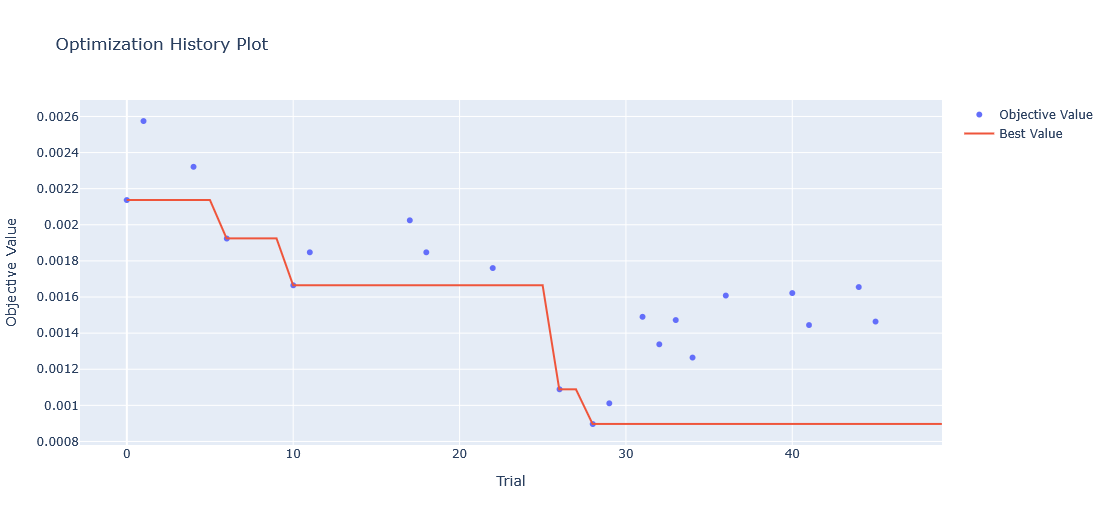 Optimization History Plot
Objective Value
Best Value
0.0026
0.0024
0.0022
0.002
0.0018
0.0016
0.0014
0.0012
0.001
0.0008
Objective Value
0 10 20 30 40
Trial